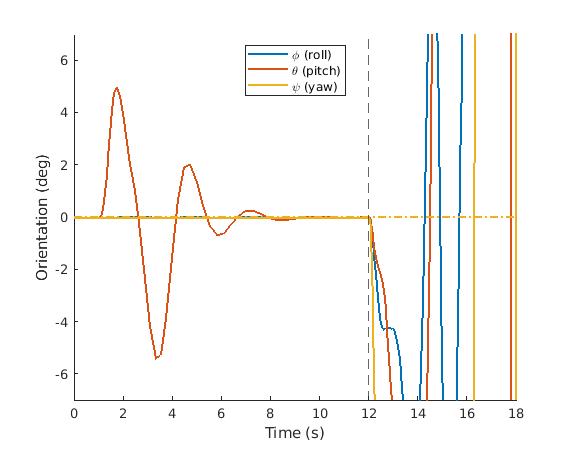 ϕ (roll)
θ (pitch)
ψ (yaw)
Orientation (deg)
6
4
2
0
-2
-4
-6
0 2 4 6 8 10 12 14 16 18
Time (s)